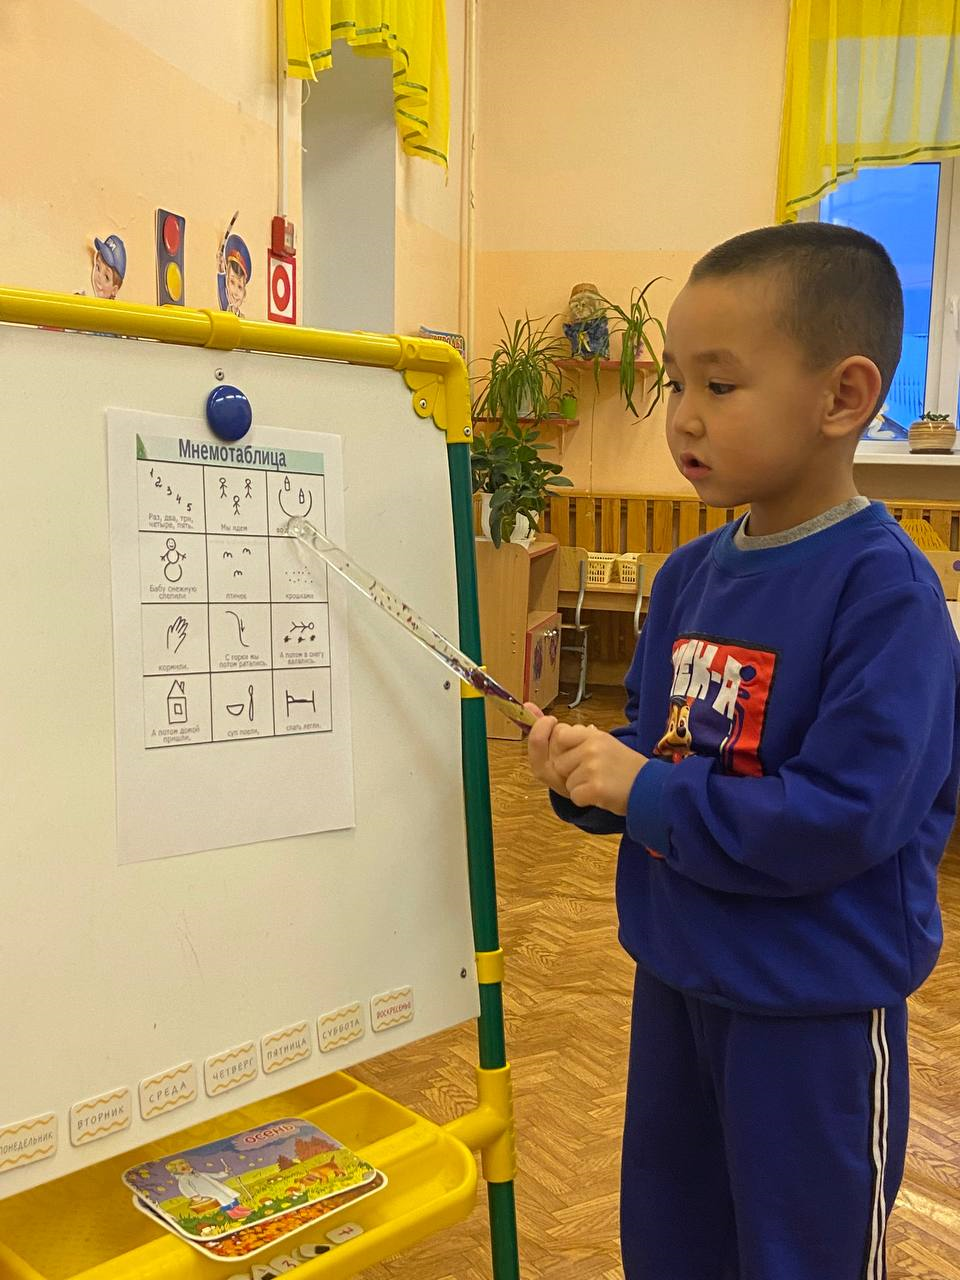 Мнемотаблица
Раз, два, три,
четыре, пять.
Мы идем
1 2 3 4 5
Бабу снежную
слепили
птичек
крошками
кормили.
С горки мы
потом катались.
А потом в снегу
валялись.
А потом домой
пришли,
суп поели,
спать легли.
ПОНЕДЕЛЬНИК
ВТОРНИК
СРЕДА
ЧЕТВЕРГ
ПЯТНИЦА
СУББОТА
ВОСКРЕСЕНЬЕ
ОСЕНЬ